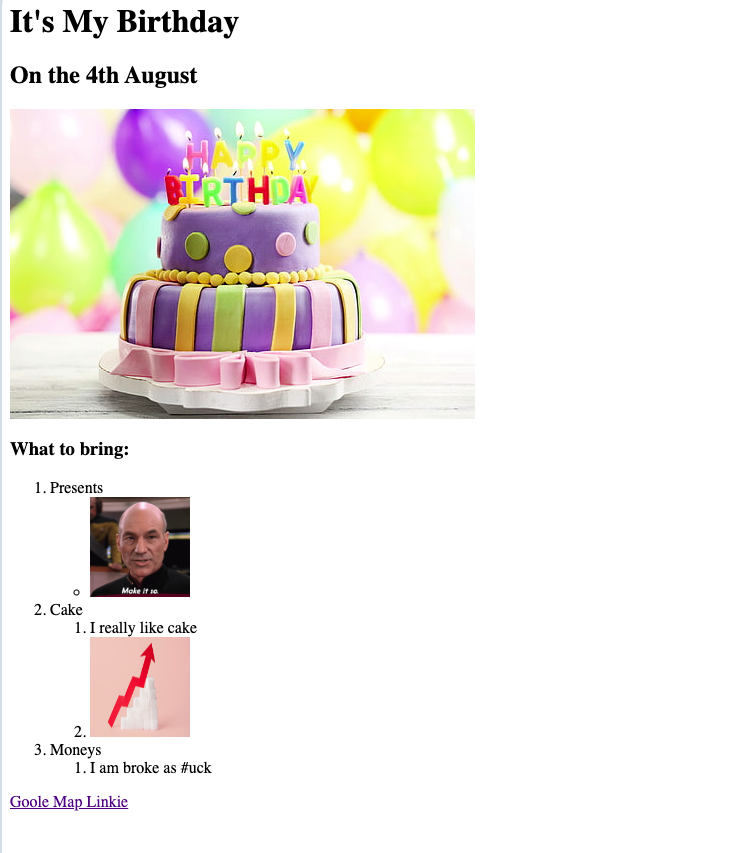 It's My Birthday
On the 4th August
HAPPY
BIRTHDAY
What to bring:
1. Presents
Make it so.
2. Cake
1. I really like cake
2.
3. Moneys
1. I am broke as #uck
Goole Map Linkie